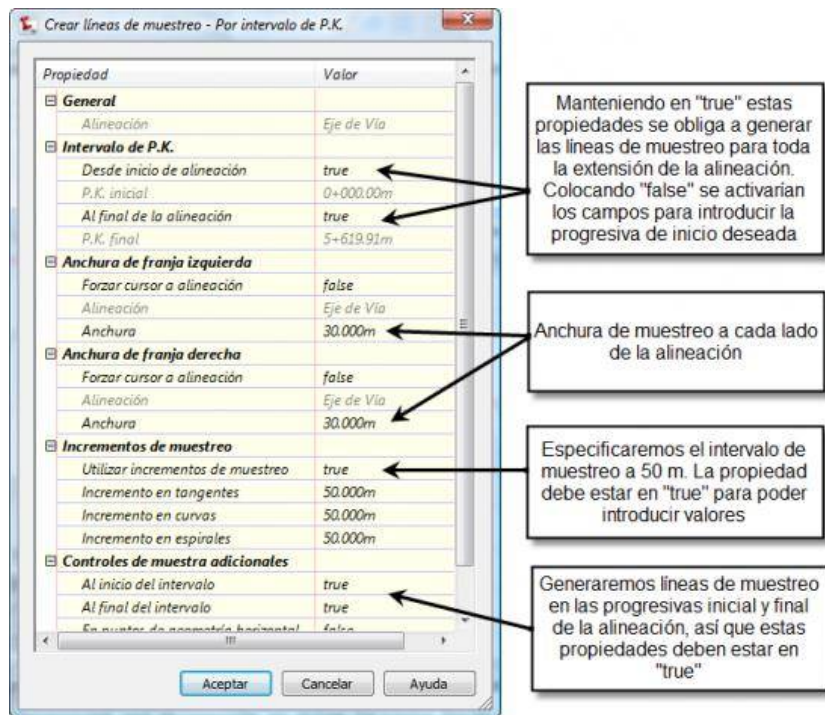 Crear líneas de muestreo - Por intervalo de P.K.
Propiedad Valor
General
Alineación Eje de Vía
Intervalo de P.K.
Desde inicio de alineación true
P.K. inicial 0+000.00m
Al final de la alineación true
P.K. final 5+619.91m
Anchura de franja izquierda
Forzar cursor a alineación false
Alineación Eje de Vía
Anchura 30.000m
Anchura de franja derecha
Forzar cursor a alineación false
Alineación Eje de Vía
Anchura 30.000m
Incrementos de muestreo
Utilizar incrementos de muestreo true
Incremento en tangentes 50.000m
Incremento en curvas 50.000m
Incremento en espirales 50.000m
Controles de muestra adicionales
Al inicio del intervalo true
Al final del intervalo true
En puntos de geometría horizontal false
Aceptar Cancelar Ayuda
Manteniendo en "true" estas
propiedades se obliga a generar
las líneas de muestreo para toda
la extensión de la alineación.
Colocando "false" se activarían
los campos para introducir la
progresiva de inicio deseada
Anchura de muestreo a cada lado
de la alineación
Especificaremos el intervalo de
muestreo a 50 m. La propiedad
debe estar en "true" para poder
introducir valores
Generaremos líneas de muestreo
en las progresivas inicial y final
de la alineación, así que estas
propiedades deben estar en
"true"